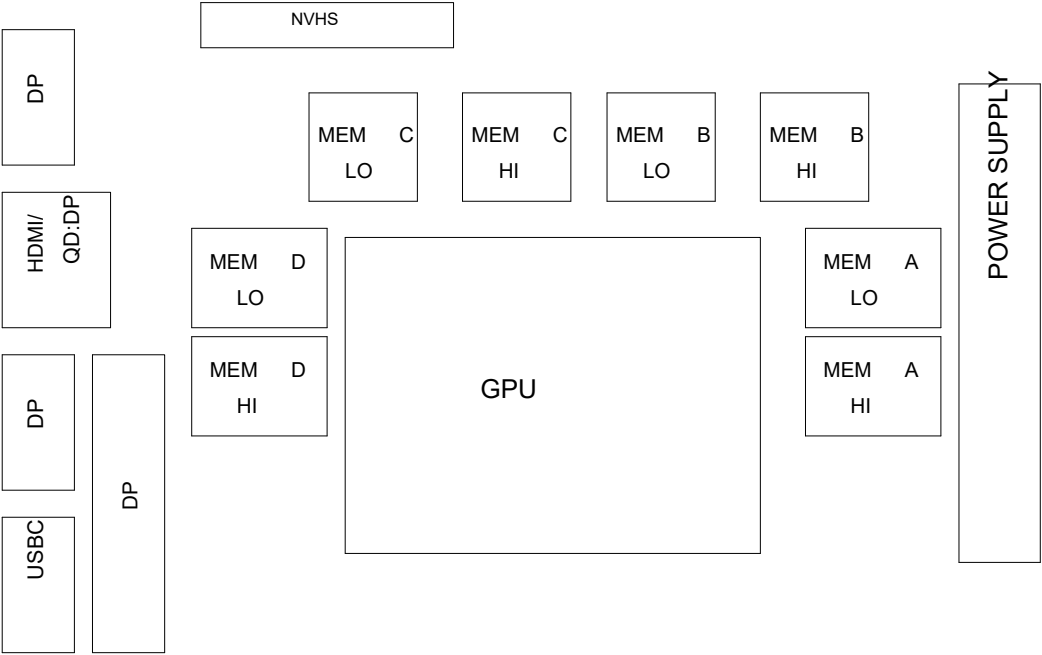 NVHS
DP
POWER SUPPLY
MEM C
LO
MEM C
HI
MEM B
LO
MEM B
HI
HDMI/
QD:DP
MEM D
LO
MEM A
LO
MEM D
HI
GPU
MEM A
HI
DP
DP
USBC